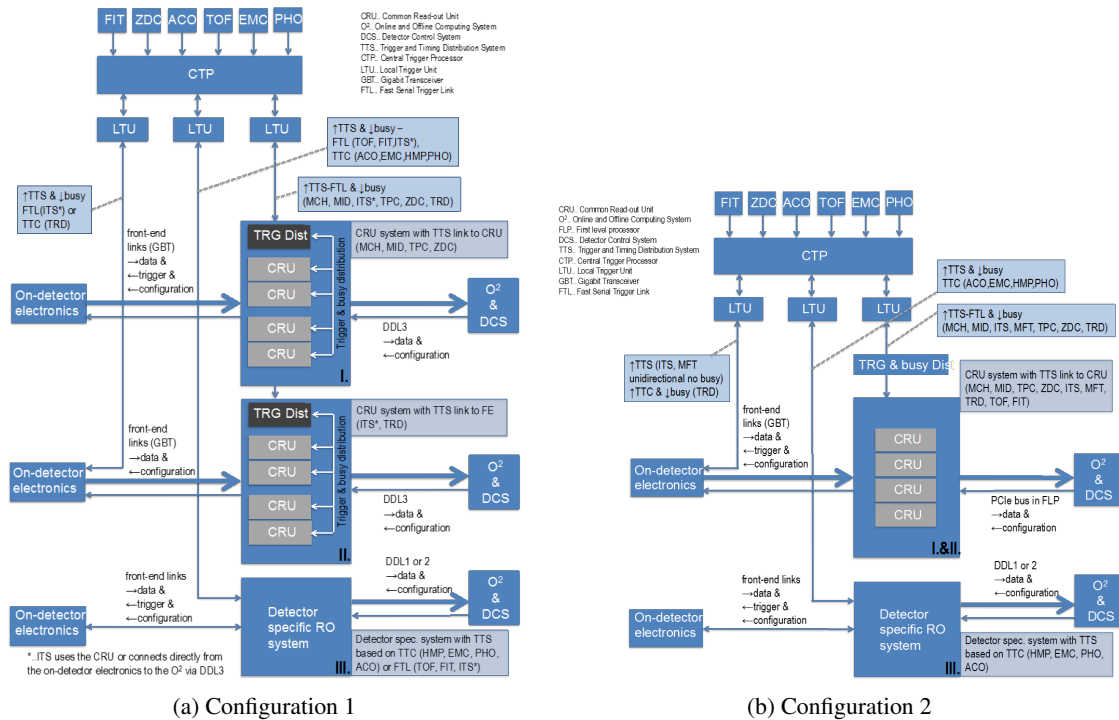 FIT ZDC ACO TOF EMC PHO
CRU.. Common Read-out Unit
O².. Online and Offline Computing System
DCS.. Detector Control System
TTS.. Trigger and Timing Distribution System
CTP.. Central Trigger Processor
LTU.. Local Trigger Unit
GBT.. Gigabit Transceiver
FTL.. Fast Serial Trigger Link
CTP
LTU LTU LTU
↑TTS & ↓busy –
FTL (TOF, FIT,ITS*),
TTC (ACO,EMC,HMP,PHO)
↑TTS & ↓busy
FTL(ITS*) or
TTC (TRD)
↑TTS-FTL & ↓busy
(MCH, MID, ITS*, TPC, ZDC, TRD)
front-end
links (GBT)
→data &
←trigger &
←configuration
On-detector
electronics
TRG Dist
CRU
CRU
CRU
CRU
Trigger & busy distribution
I.
CRU system with TTS link to CRU
(MCH, MID, TPC, ZDC)
O²
&
DCS
DDL3
→data &
←configuration
front-end
links (GBT)
→data &
←configuration
On-detector
electronics
TRG Dist
CRU
CRU
CRU
CRU
Trigger & busy distribution
II.
CRU system with TTS link to FE
(ITS*, TRD)
O²
&
DCS
DDL3
→data &
←configuration
front-end links
→data &
←trigger &
←configuration
On-detector
electronics
Detector
specific RO
system
III.
DDL1 or 2
→data &
←configuration
O²
&
DCS
Detector spec. system with TTS
based on TTC (HMP, EMC, PHO,
ACO) or FTL (TOF, FIT, ITS*)
*..ITS uses the CRU or connects directly from
the on-detector electronics to the O² via DDL3
(a) Configuration 1
FIT ZDC ACO TOF EMC PHO
CRU.. Common Read-out Unit
O².. Online and Offline Computing System
FLP.. First level processor
DCS.. Detector Control System
TTS.. Trigger and Timing Distribution System
CTP.. Central Trigger Processor
LTU.. Local Trigger Unit
GBT.. Gigabit Transceiver
FTL.. Fast Serial Trigger Link
CTP
LTU LTU LTU
↑TTS & ↓busy
TTC (ACO,EMC,HMP,PHO)
↑TTS-FTL & ↓busy
(MCH, MID, ITS, MFT, TPC, ZDC, TRD)
↑TTS (ITS, MFT
unidirectional no busy)
↑TTC & ↓busy (TRD)
TRG & busy Dist
CRU system with TTS link to CRU
(MCH, MID, TPC, ZDC, ITS, MFT,
TRD, TOF, FIT)
front-end
links (GBT)
→data &
←trigger &
←configuration
On-detector
electronics
CRU
CRU
CRU
CRU
I.&II.
O²
&
DCS
PCIe bus in FLP
→data &
←configuration
front-end links
→data &
←trigger &
←configuration
On-detector
electronics
Detector
specific RO
system
III.
DDL1 or 2
→data &
←configuration
O²
&
DCS
Detector spec. system with TTS
based on TTC (HMP, EMC, PHO,
ACO)
(b) Configuration 2